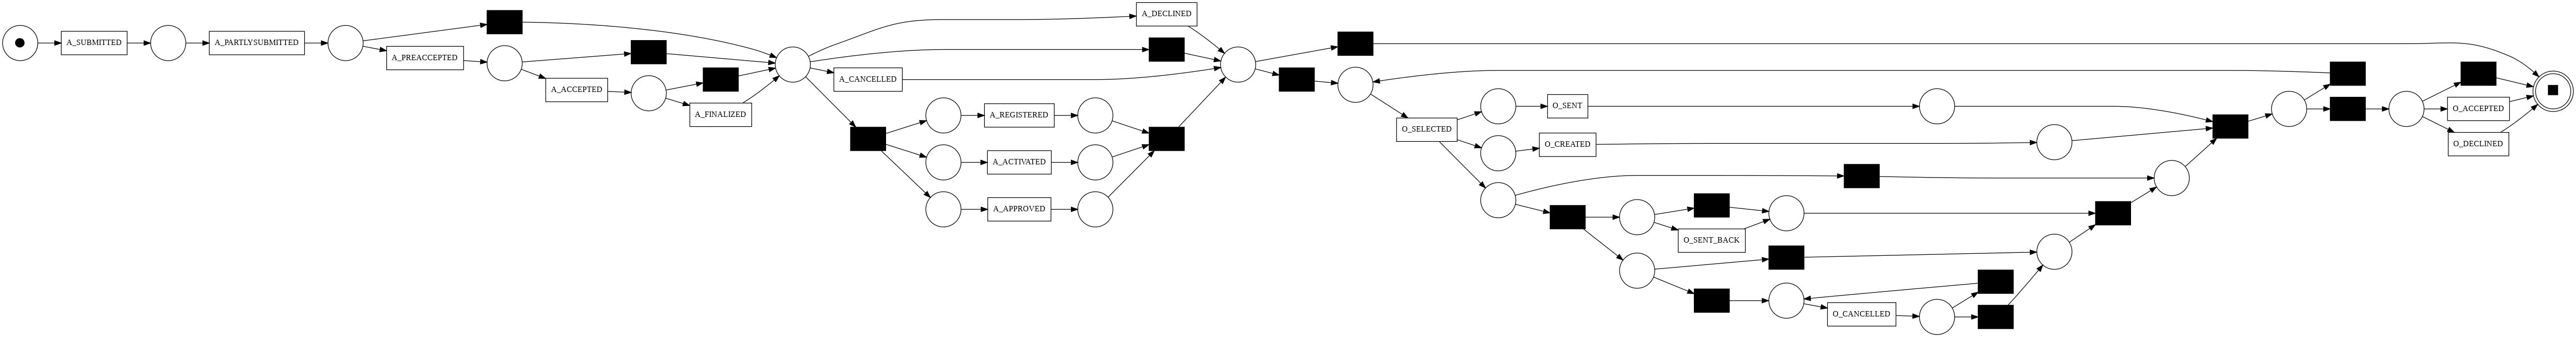 A_SUBMITTED
A_PARTLYSUBMITTED
A_PREACCEPTED
A_ACCEPTED
A_FINALIZED
A_DECLINED
A_CANCELLED
A_REGISTERED
A_ACTIVATED
A_APPROVED
O_SELECTED
O_SENT
O_CREATED
O_SENT_BACK
O_CANCELLED
O_ACCEPTED
O_DECLINED